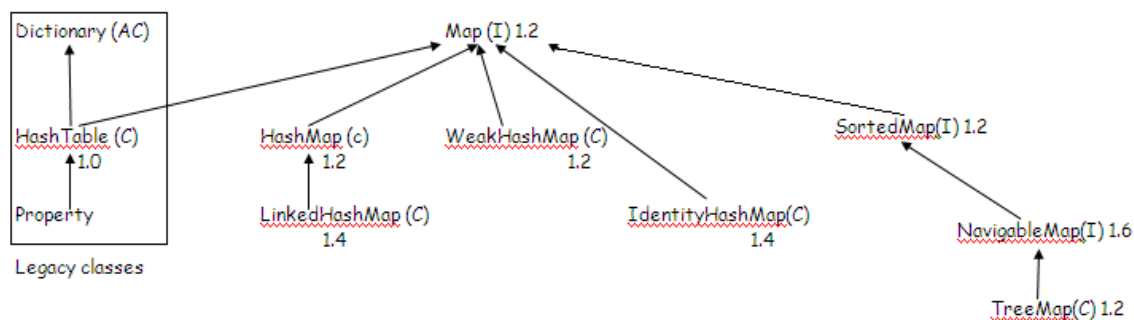 Dictionary (AC)
Map (I) 1.2
HashTable (C)
1.0
HashMap (c)
1.2
WeakHashMap (C)
1.2
SortedMap(I) 1.2
Property
LinkedHashMap (C)
1.4
IdentityHashMap(C)
1.4
NavigableMap(I) 1.6
Legacy classes
TreeMap(C) 1.2